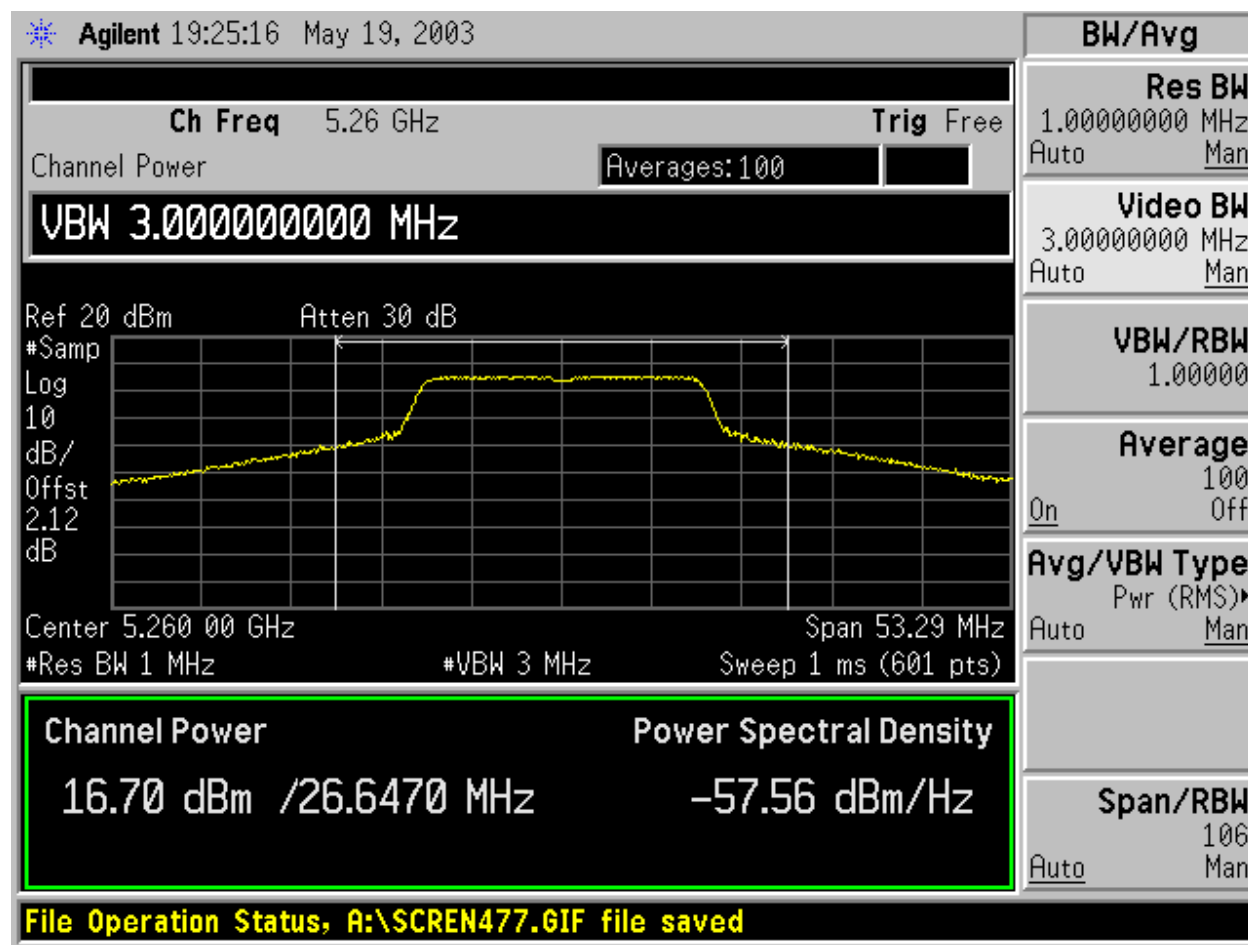 Agilent 19:25:16 May 19, 2003
Ch Freq 5.26 GHz Trig Free
Channel Power Averages: 100
VBW 3.000000000 MHz
Ref 20 dBm Atten 30 dB
#Samp
Log
10
dB/
Offst
2.12
dB
Center 5.260 00 GHz Span 53.29 MHz
#Res BW 1 MHz #VBW 3 MHz Sweep 1 ms (601 pts)
Channel Power Power Spectral Density
16.70 dBm /26.6470 MHz -57.56 dBm/Hz
File Operation Status, A:\SCREN477.GIF file saved
BW/Avg
Res BW
1.00000000 MHz
Auto Man
Video BW
3.00000000 MHz
Auto Man
VBW/RBW
1.00000
Average
100
On Off
Avg/VBW Type
Pwr (RMS)
Auto Man
Span/RBW
106
Auto Man